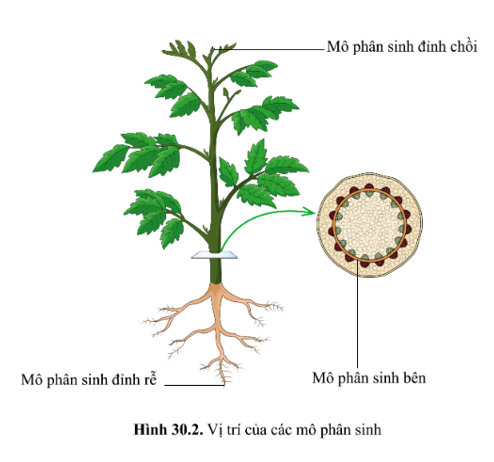 Mô phân sinh đỉnh chồi
Mô phân sinh đỉnh rễ
Mô phân sinh bên
Hình 30.2. Vị trí của các mô phân sinh